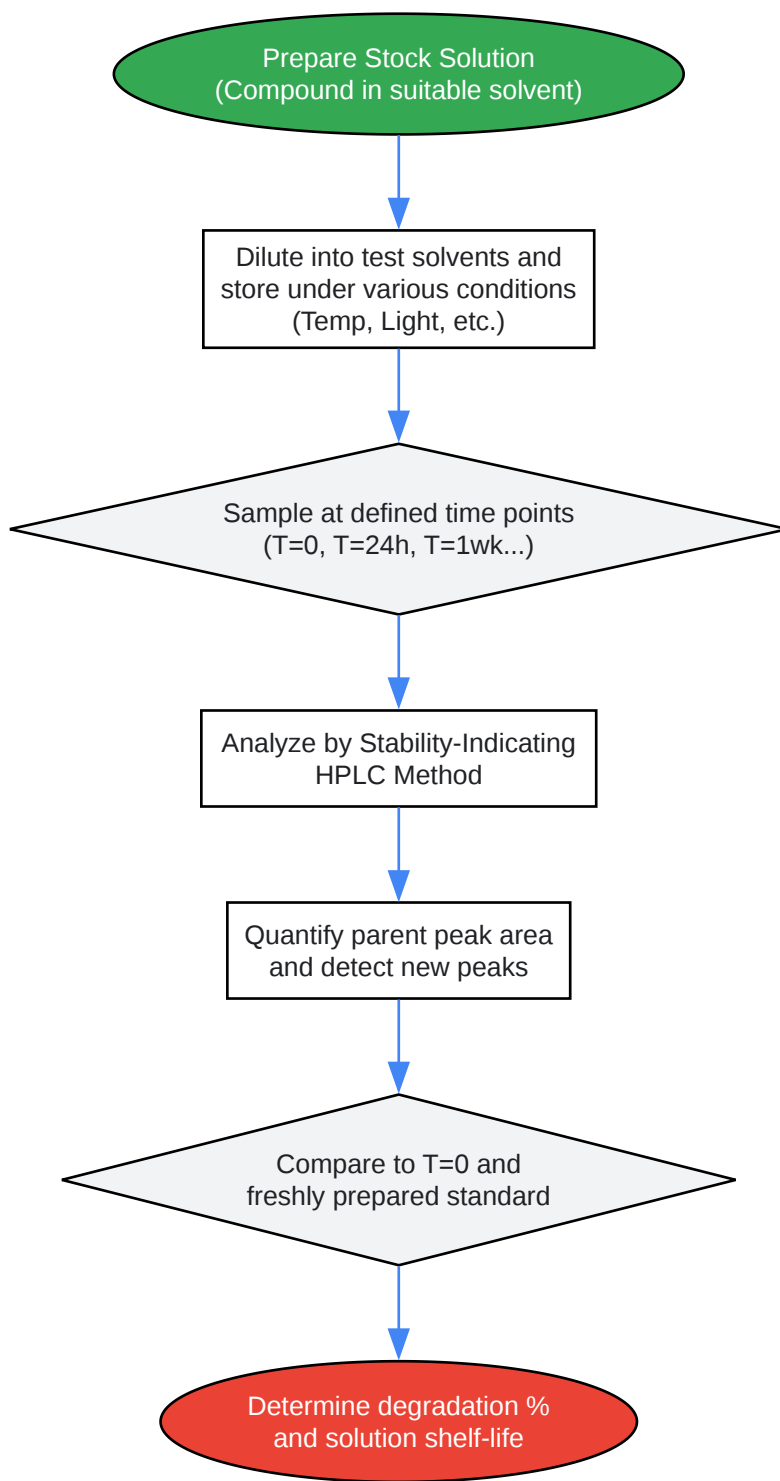 Prepare Stock Solution
(Compound in suitable solvent)
Dilute into test solvents and
store under various conditions
(Temp, Light, etc.)
Sample at defined time points
(T=0, T=24h, T=1wk...)
Analyze by Stability-Indicating
HPLC Method
Quantify parent peak area
and detect new peaks
Compare to T=0 and
freshly prepared standard
Determine degradation %
and solution shelf-life